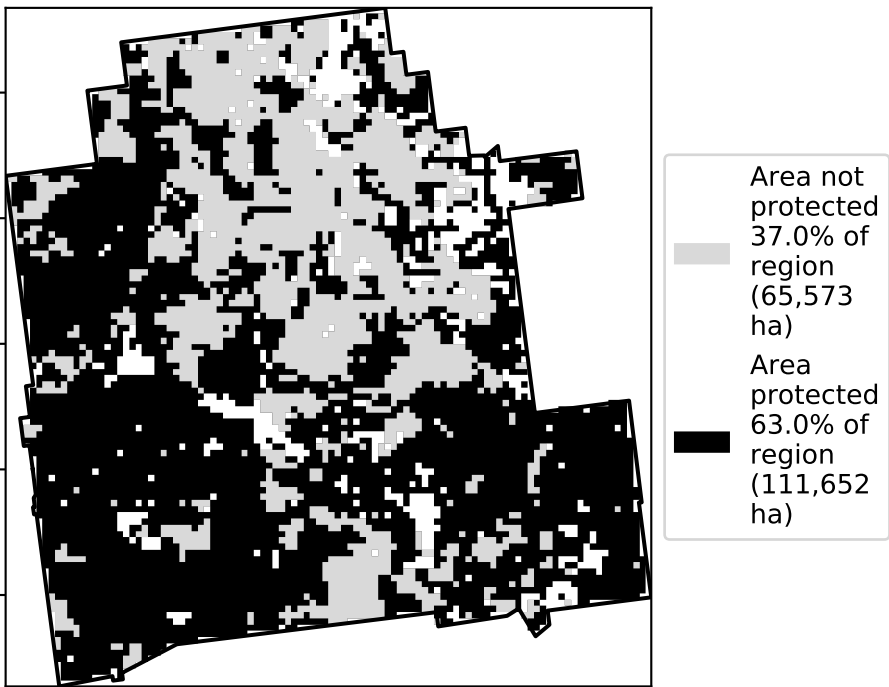 Area not
protected
37.0% of
region
(65,573
ha)
Area
protected
63.0% of
region
(111,652
ha)